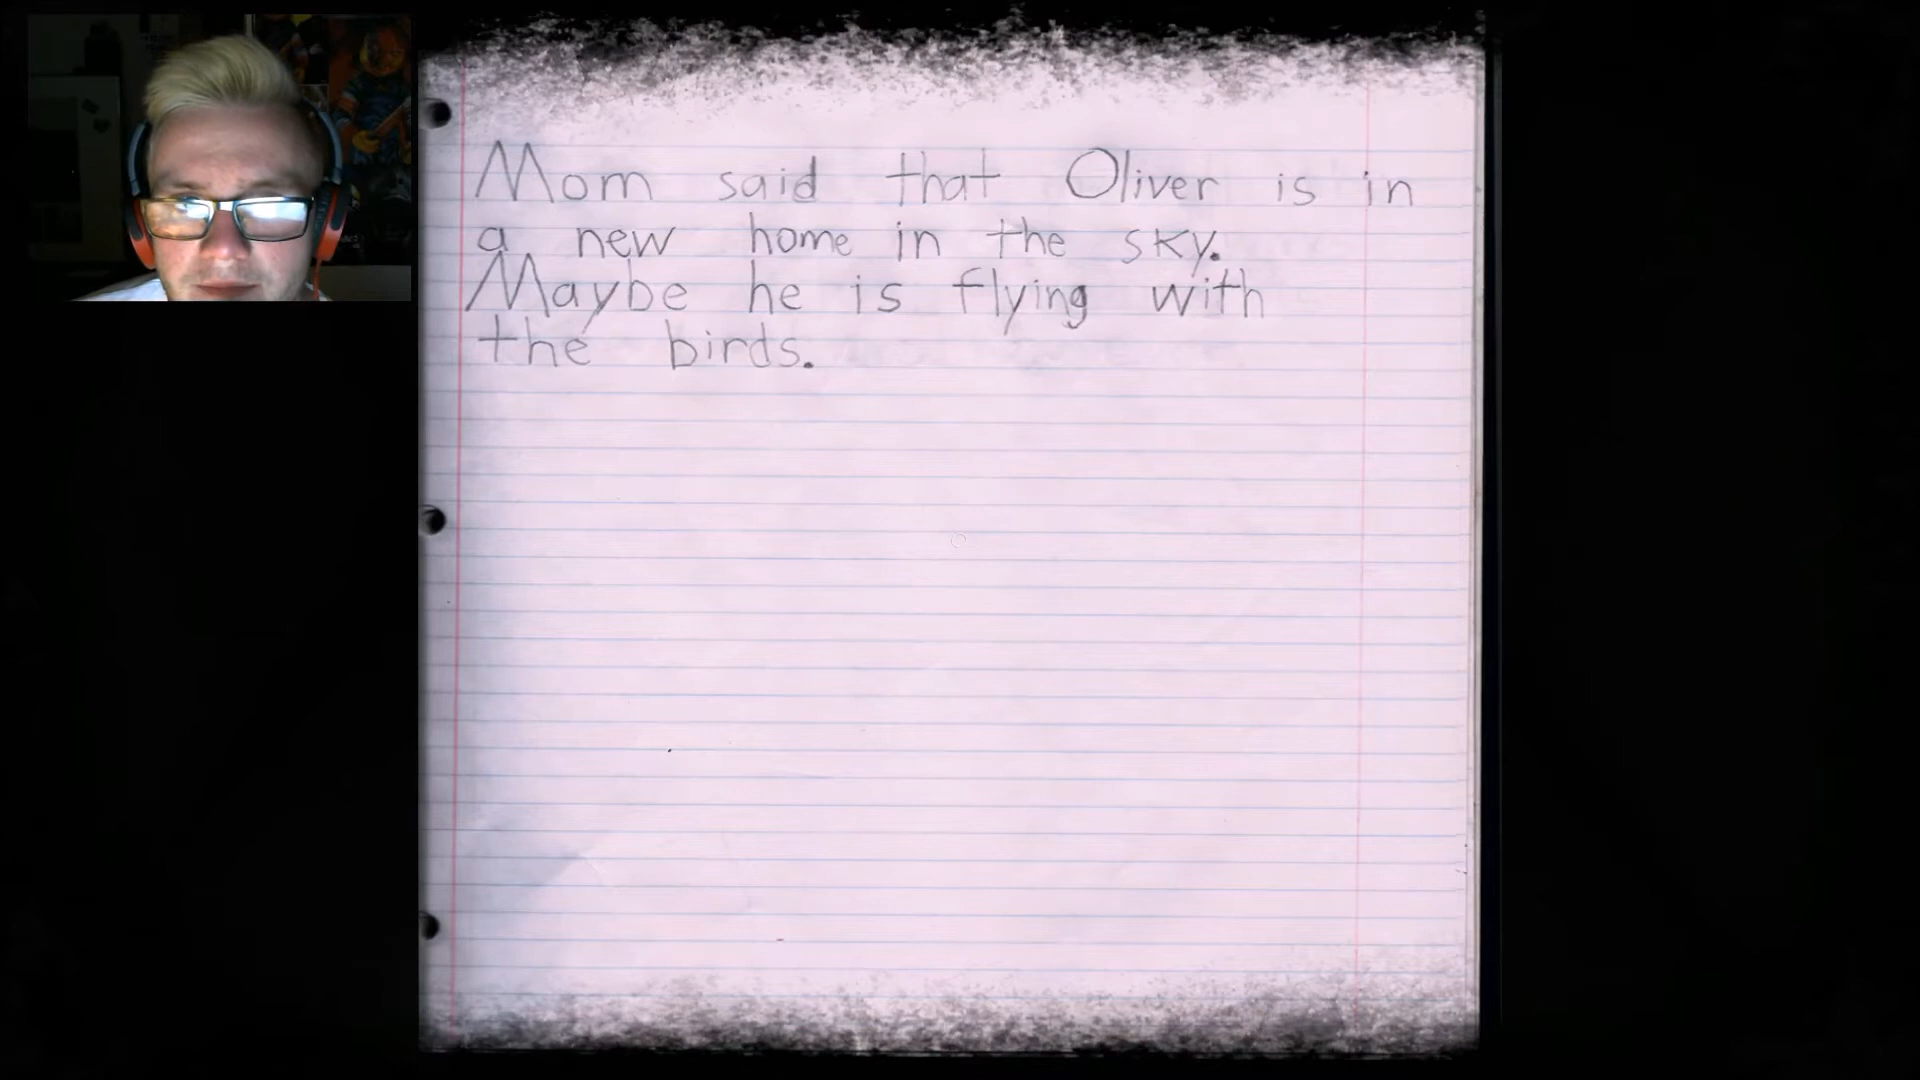 Mom said that Oliver is in
a new home in the sky.
Maybe he is flying with
the birds.